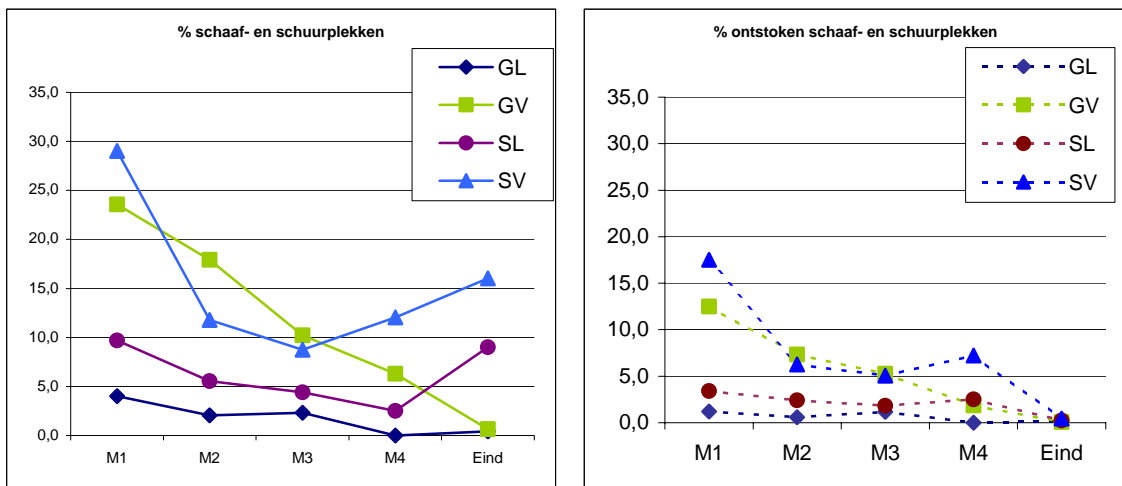 % schaaf- en schuurplekken
GL
GV
SL
SV
35,0
30,0
25,0
20,0
15,0
10,0
5,0
0,0
M1 M2 M3 M4 Eind
% ontstoken schaaf- en schuurplekken
GL
GV
SL
SV
35,0
30,0
25,0
20,0
15,0
10,0
5,0
0,0
M1 M2 M3 M4 Eind